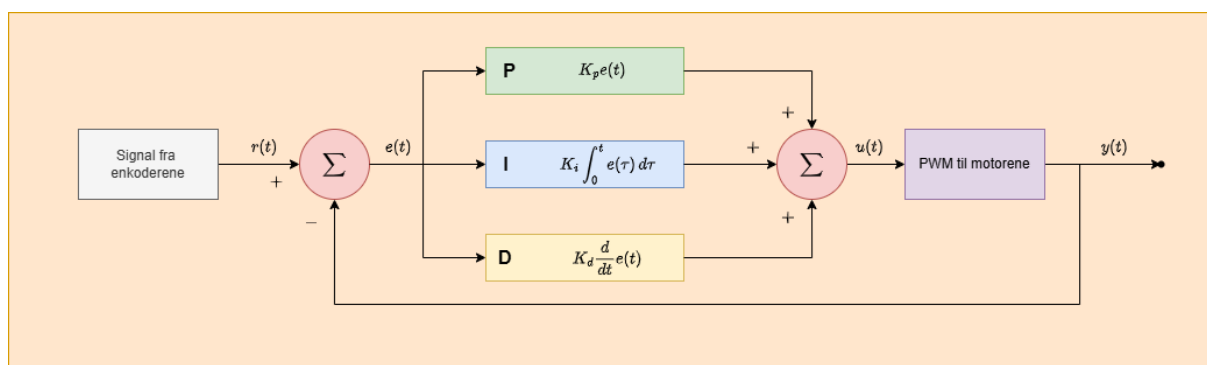 Signal fra
enkoderene
r(t)
+
−
∑
e(t)
P K_p e(t)
I K_i ∫_0^t e(τ) dτ
D K_d d/dt e(t)
+
+
+
∑
u(t)
PWM til motorene
y(t)